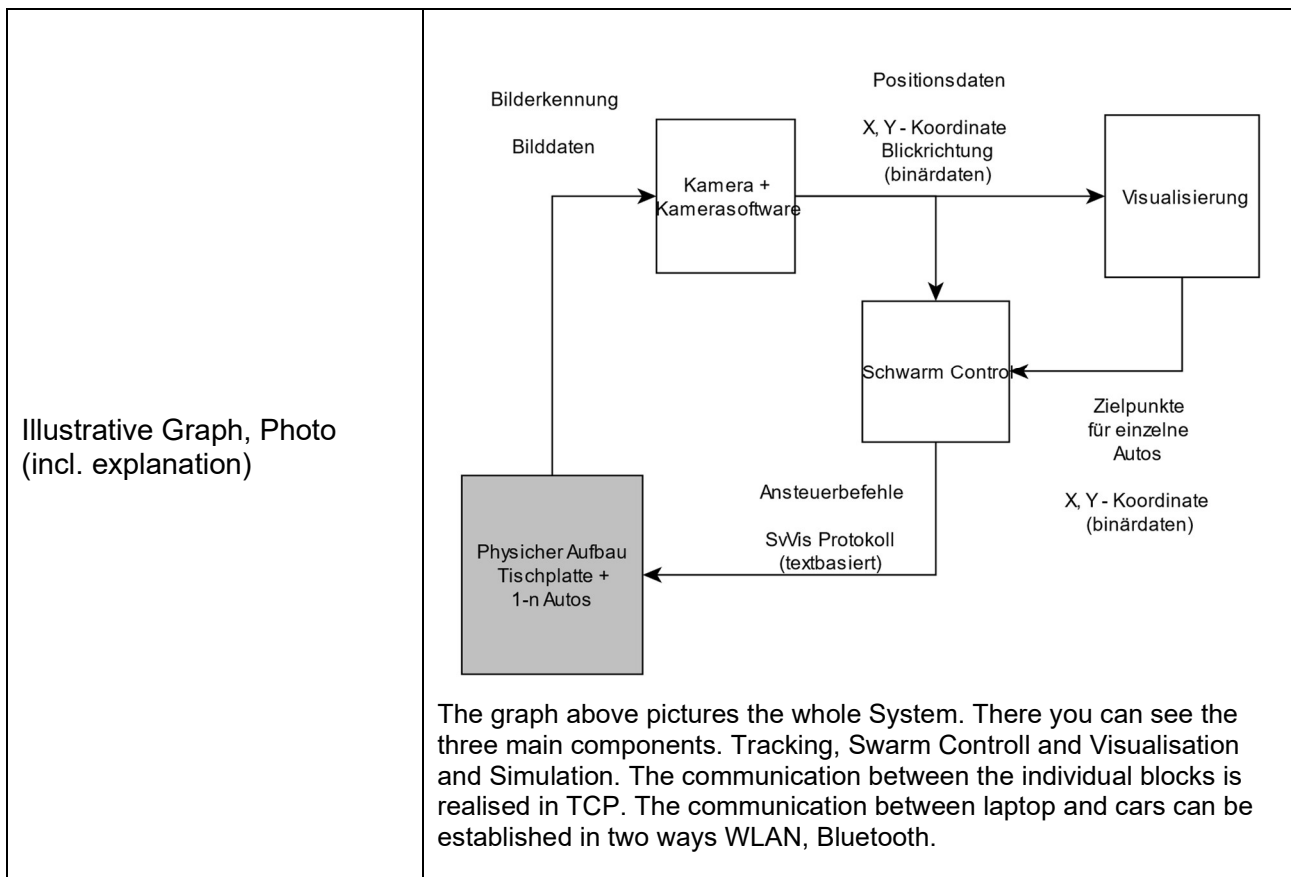 Illustrative Graph, Photo
(incl. explanation)
Bilderkennung
Bilddaten
Kamera +
Kamerasoftware
Positionsdaten
X, Y - Koordinate
Blickrichtung
(binärdaten)
Visualisierung
Schwarm Control
Zielpunkte
für einzelne
Autos
X, Y - Koordinate
(binärdaten)
Ansteuerbefehle
SvVis Protokoll
(textbasiert)
Physicher Aufbau
Tischplatte +
1-n Autos
The graph above pictures the whole System. There you can see the
three main components. Tracking, Swarm Controll and Visualisation
and Simulation. The communication between the individual blocks is
realised in TCP. The communication between laptop and cars can be
established in two ways WLAN, Bluetooth.